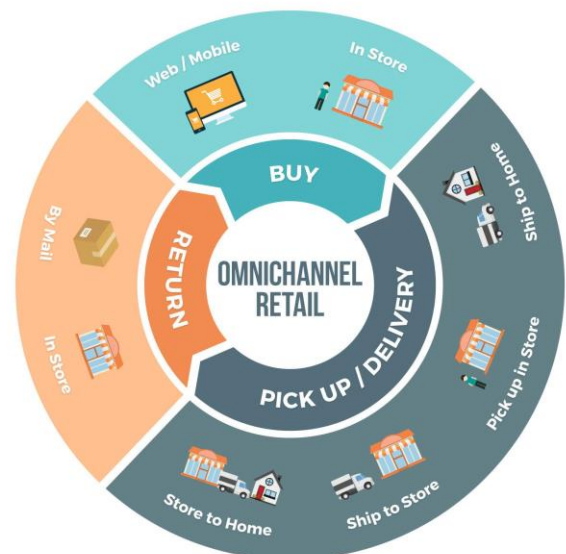 Web / Mobile
In Store
BUY
Ship to Home
By Mail
RETURN
OMNICHANNEL
RETAIL
PICK UP / DELIVERY
In Store
Pick up in Store
Store to Home
Ship to Store